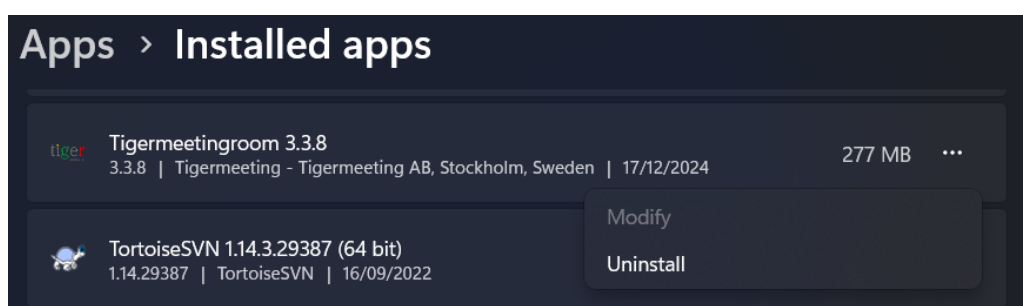 Apps > Installed apps
tiger
Tigermeetingroom 3.3.8
3.3.8 | Tigermeeting - Tigermeeting AB, Stockholm, Sweden | 17/12/2024
277 MB
Modify
Uninstall
TortoiseSVN 1.14.3.29387 (64 bit)
1.14.29387 | TortoiseSVN | 16/09/2022